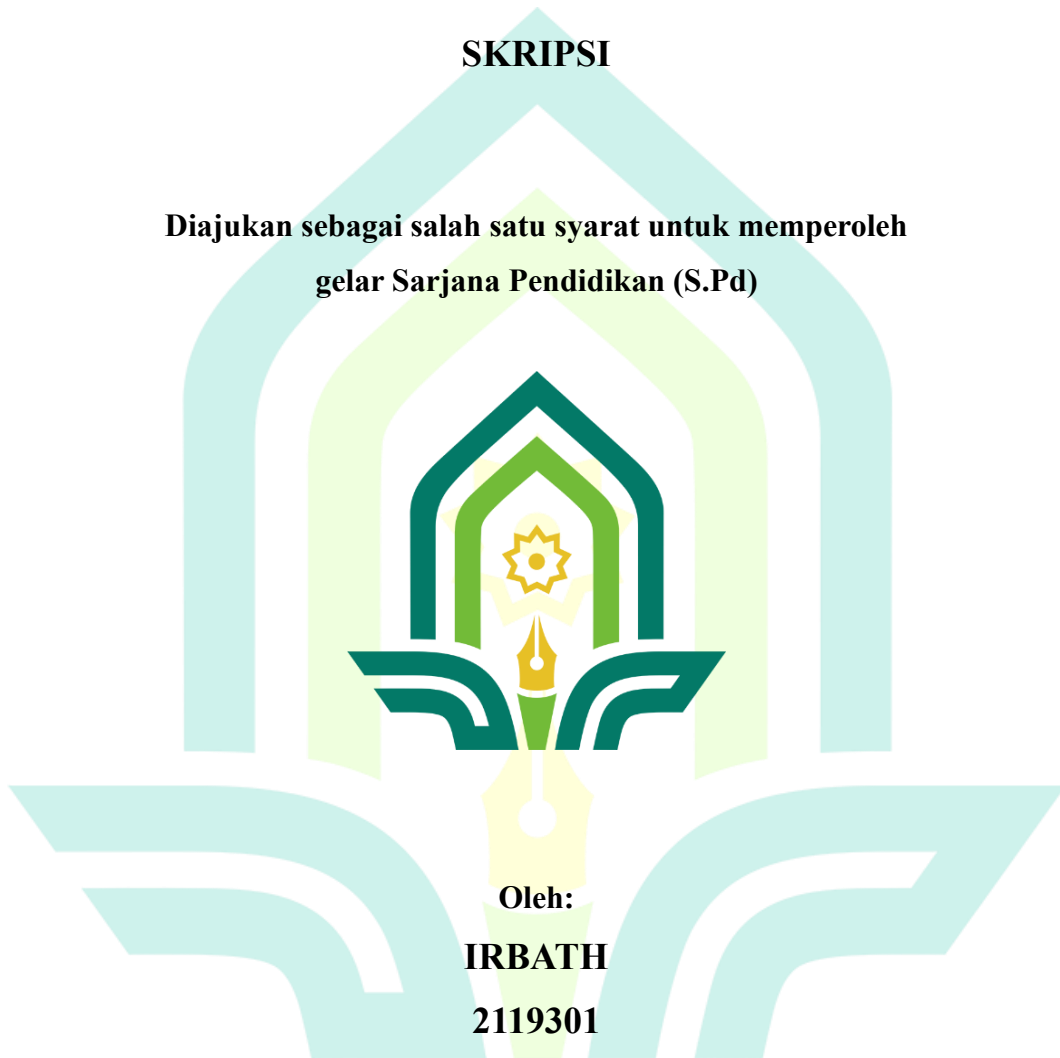 SKRIPSI
Diajukan sebagai salah satu syarat untuk memperoleh
gelar Sarjana Pendidikan (S.Pd)
Oleh:
IRBATH
2119301